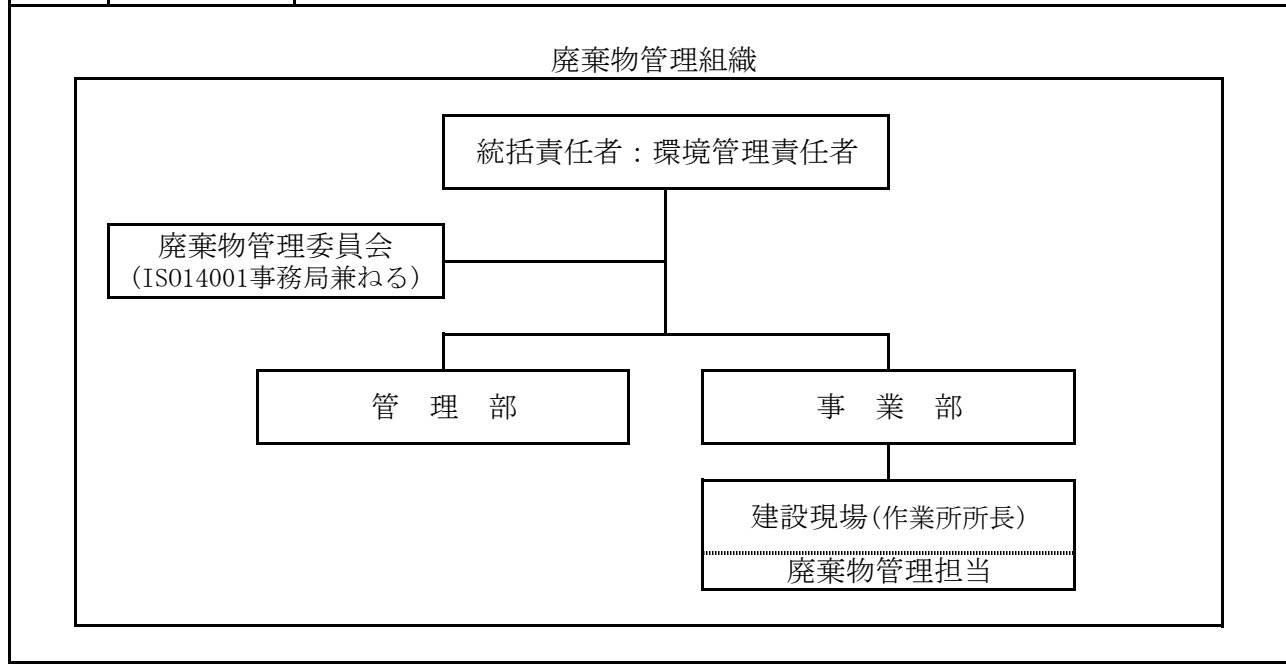 廃棄物管理組織
統括責任者：環境管理責任者
廃棄物管理委員会
(ISO14001事務局兼ねる)
管　理　部
事　業　部
建設現場(作業所所長)
廃棄物管理担当